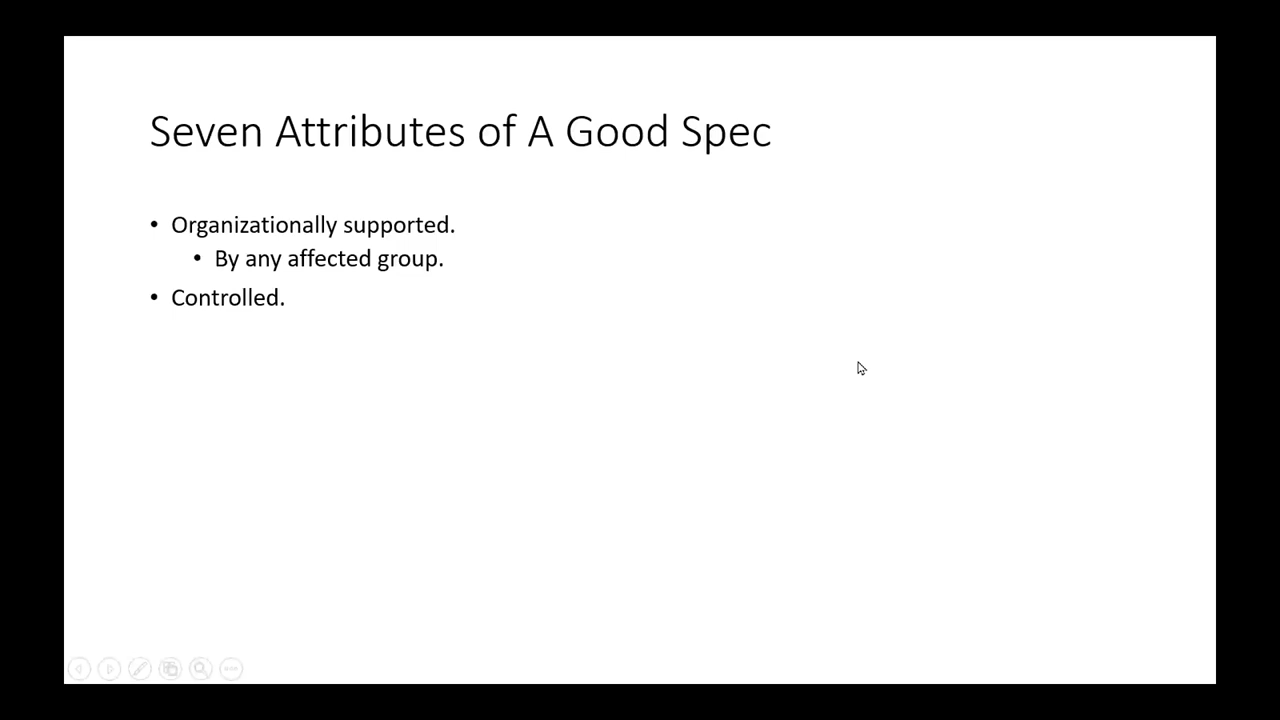 Seven Attributes of A Good Spec
• Organizationally supported.
• By any affected group.
• Controlled.